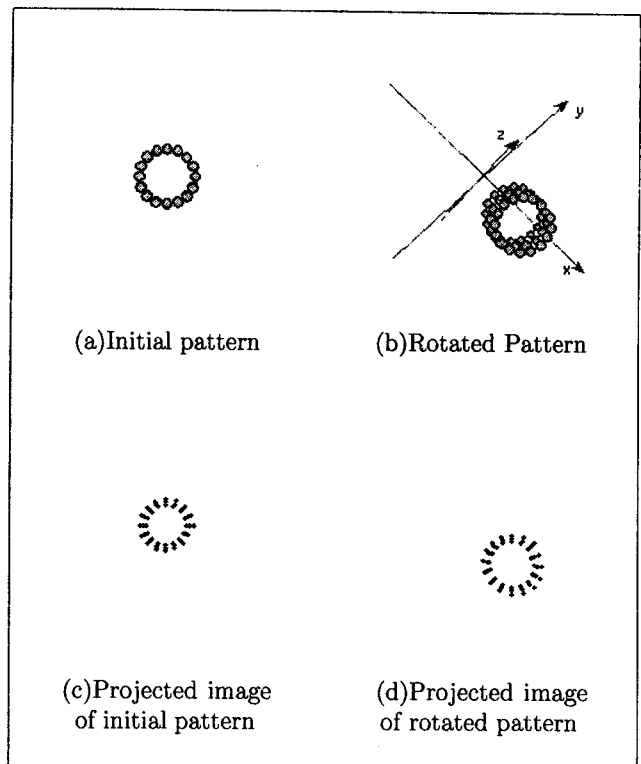 y
z
x
(a)Initial pattern
(b)Rotated Pattern
(c)Projected image
of initial pattern
(d)Projected image
of rotated pattern